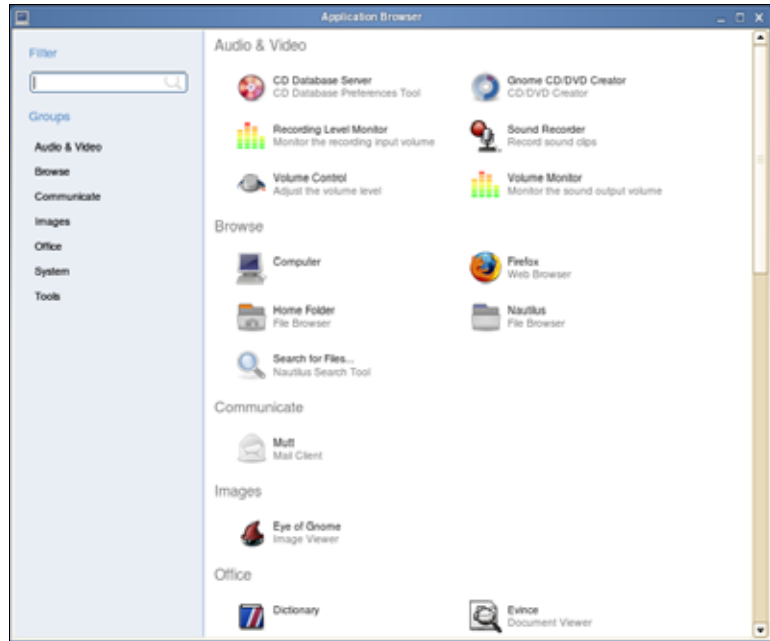 Application Browser
Filter
Groups
Audio & Video
Browse
Communicate
Images
Office
System
Tools
Audio & Video
CD Database Server
CD Database Preferences Tool
Gnome CD/DVD Creator
CD/DVD Creator
Recording Level Monitor
Monitor the recording input volume
Sound Recorder
Record sound clips
Volume Control
Adjust the volume level
Volume Monitor
Monitor the sound output volume
Browse
Computer
Firefox
Web Browser
Home Folder
File Browser
Nautilus
File Browser
Search for Files...
Nautilus Search Tool
Communicate
Mutt
Mail Client
Images
Eye of Gnome
Image Viewer
Office
Dictionary
Evince
Document Viewer